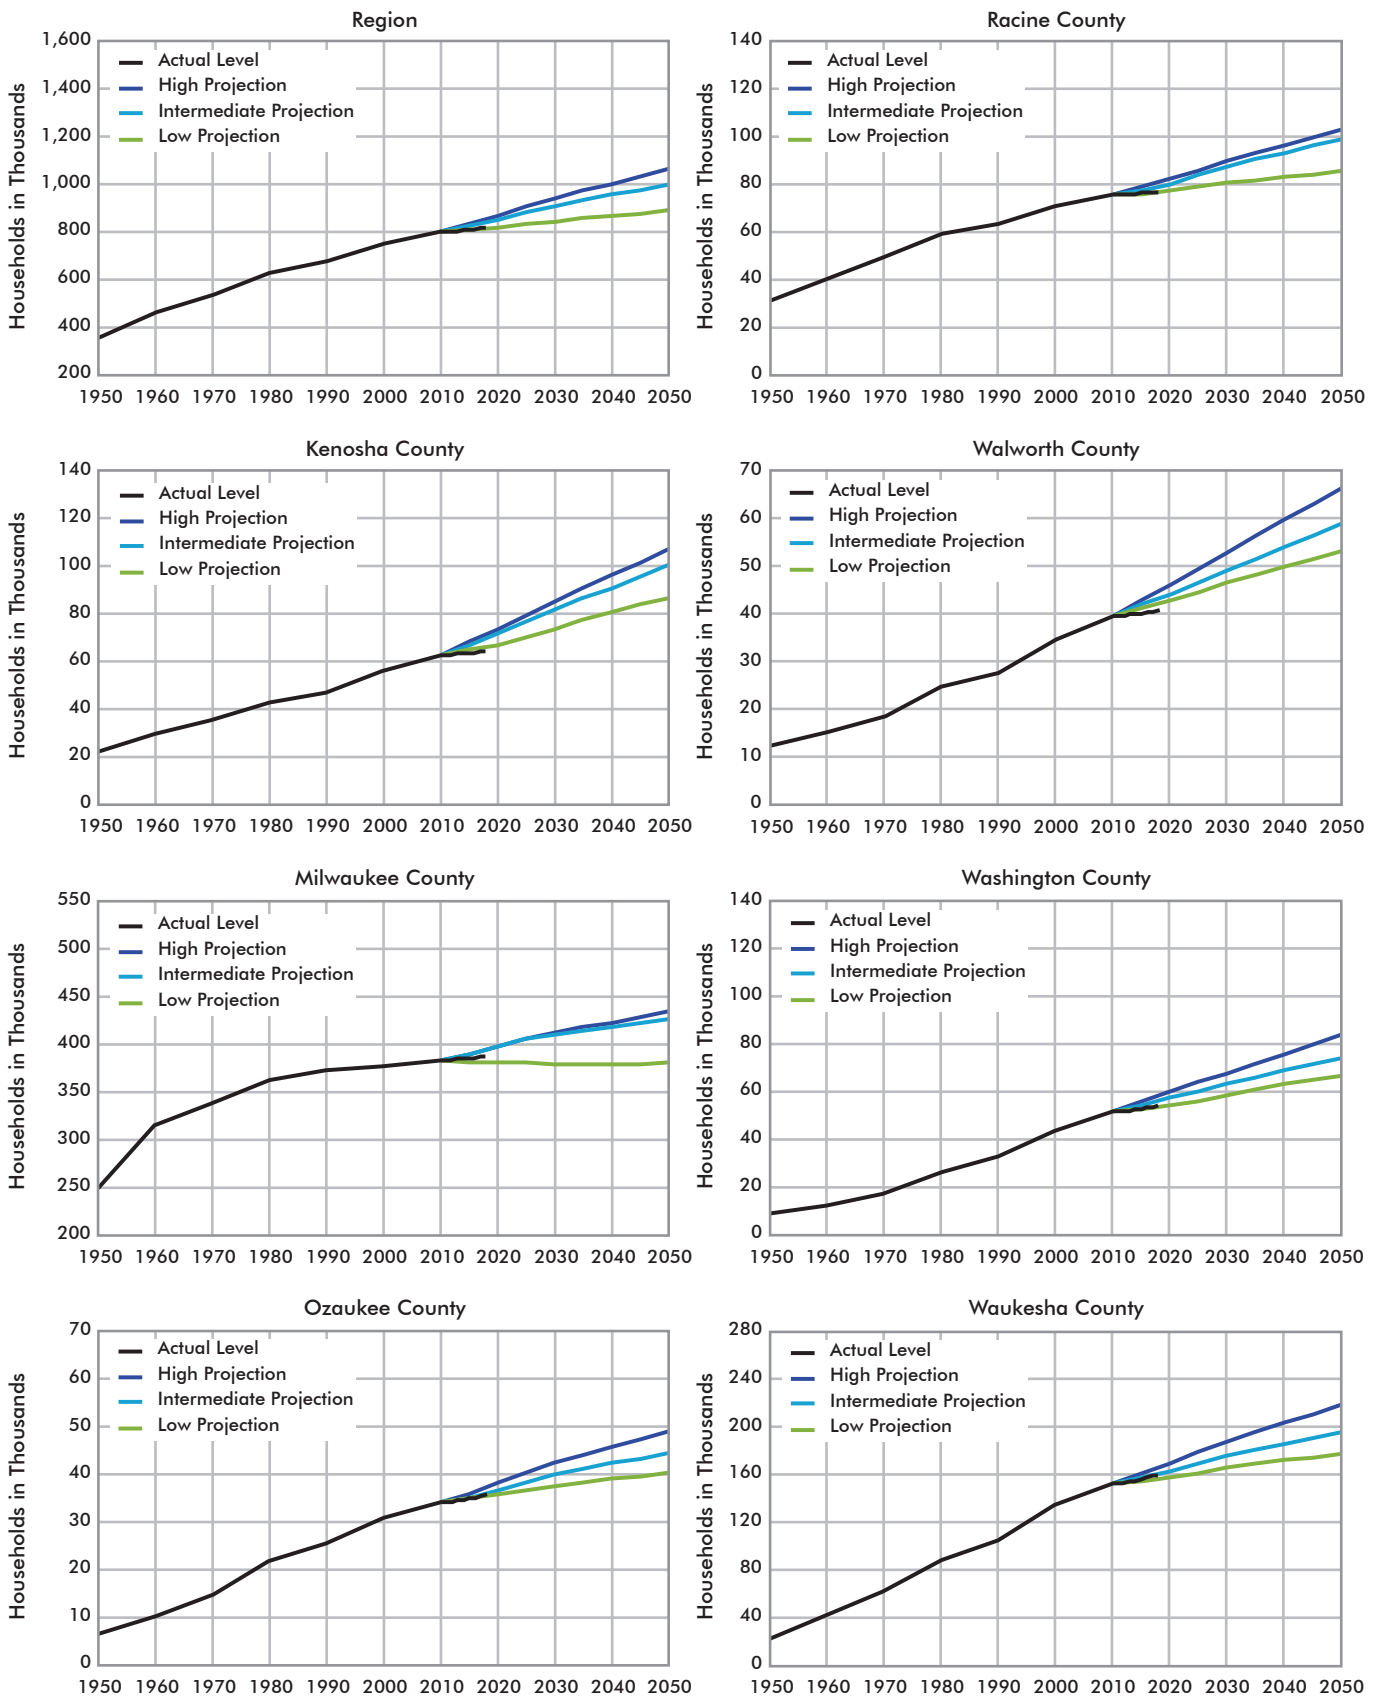 Region
1,600
1,400
1,200
1,000
800
600
400
200
Households in Thousands
Actual Level
High Projection
Intermediate Projection
Low Projection
1950 1960 1970 1980 1990 2000 2010 2020 2030 2040 2050
Racine County
140
120
100
80
60
40
20
0
Households in Thousands
Actual Level
High Projection
Intermediate Projection
Low Projection
1950 1960 1970 1980 1990 2000 2010 2020 2030 2040 2050
Kenosha County
140
120
100
80
60
40
20
0
Households in Thousands
Actual Level
High Projection
Intermediate Projection
Low Projection
1950 1960 1970 1980 1990 2000 2010 2020 2030 2040 2050
Walworth County
70
60
50
40
30
20
10
0
Households in Thousands
Actual Level
High Projection
Intermediate Projection
Low Projection
1950 1960 1970 1980 1990 2000 2010 2020 2030 2040 2050
Milwaukee County
550
500
450
400
350
300
250
200
Households in Thousands
Actual Level
High Projection
Intermediate Projection
Low Projection
1950 1960 1970 1980 1990 2000 2010 2020 2030 2040 2050
Washington County
140
120
100
80
60
40
20
0
Households in Thousands
Actual Level
High Projection
Intermediate Projection
Low Projection
1950 1960 1970 1980 1990 2000 2010 2020 2030 2040 2050
Ozaukee County
70
60
50
40
30
20
10
0
Households in Thousands
Actual Level
High Projection
Intermediate Projection
Low Projection
1950 1960 1970 1980 1990 2000 2010 2020 2030 2040 2050
Waukesha County
280
240
200
160
120
80
40
0
Households in Thousands
Actual Level
High Projection
Intermediate Projection
Low Projection
1950 1960 1970 1980 1990 2000 2010 2020 2030 2040 2050